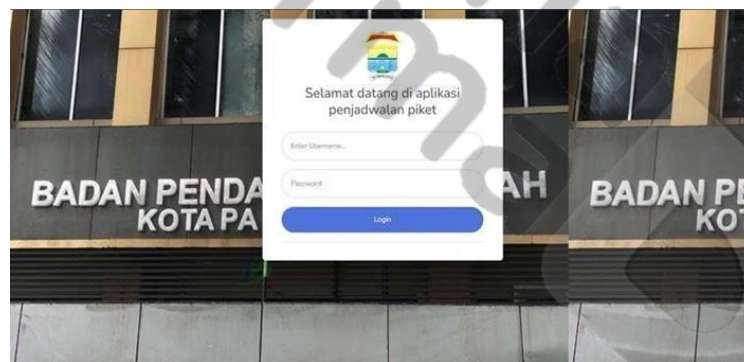 Selamat datang di aplikasi
penjadwalan piket
Enter Username...
Password
Login
BADAN PENDA
AH
KOTA PA
BADAN PE
KOT